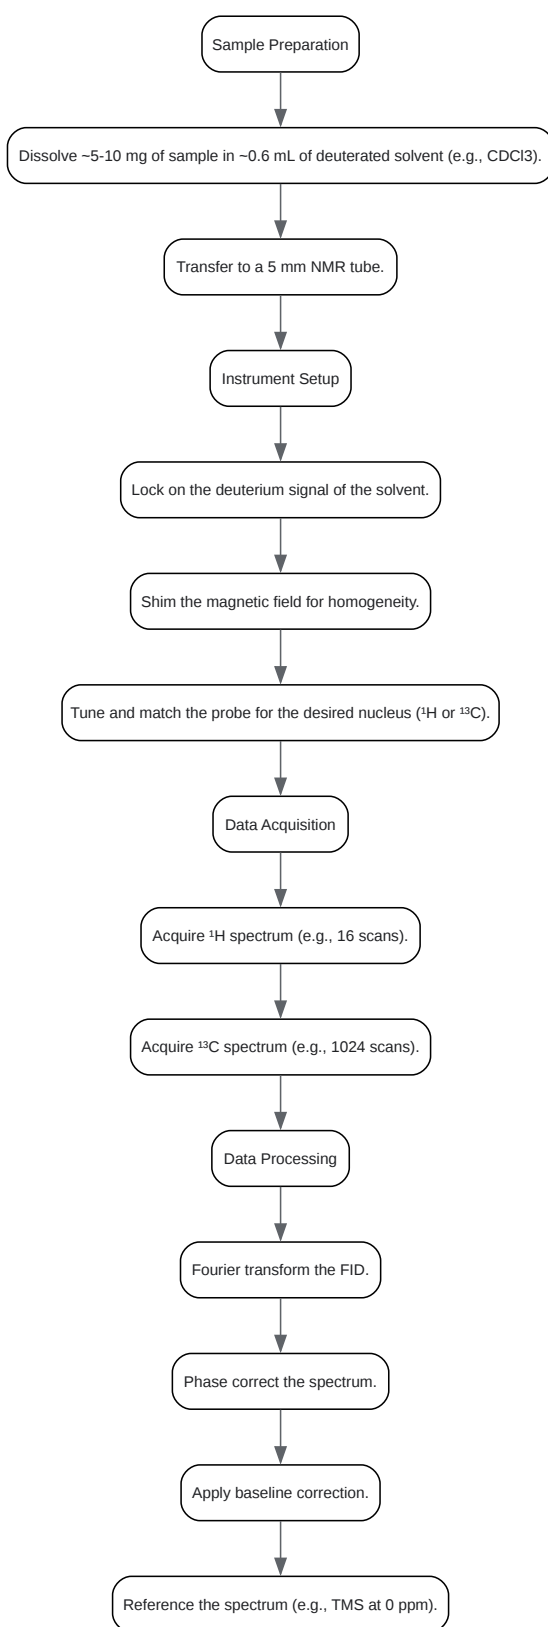 Sample Preparation
Dissolve ~5-10 mg of sample in ~0.6 mL of deuterated solvent (e.g., CDCl3).
Transfer to a 5 mm NMR tube.
Instrument Setup
Lock on the deuterium signal of the solvent.
Shim the magnetic field for homogeneity.
Tune and match the probe for the desired nucleus (¹H or ¹³C).
Data Acquisition
Acquire ¹H spectrum (e.g., 16 scans).
Acquire ¹³C spectrum (e.g., 1024 scans).
Data Processing
Fourier transform the FID.
Phase correct the spectrum.
Apply baseline correction.
Reference the spectrum (e.g., TMS at 0 ppm).